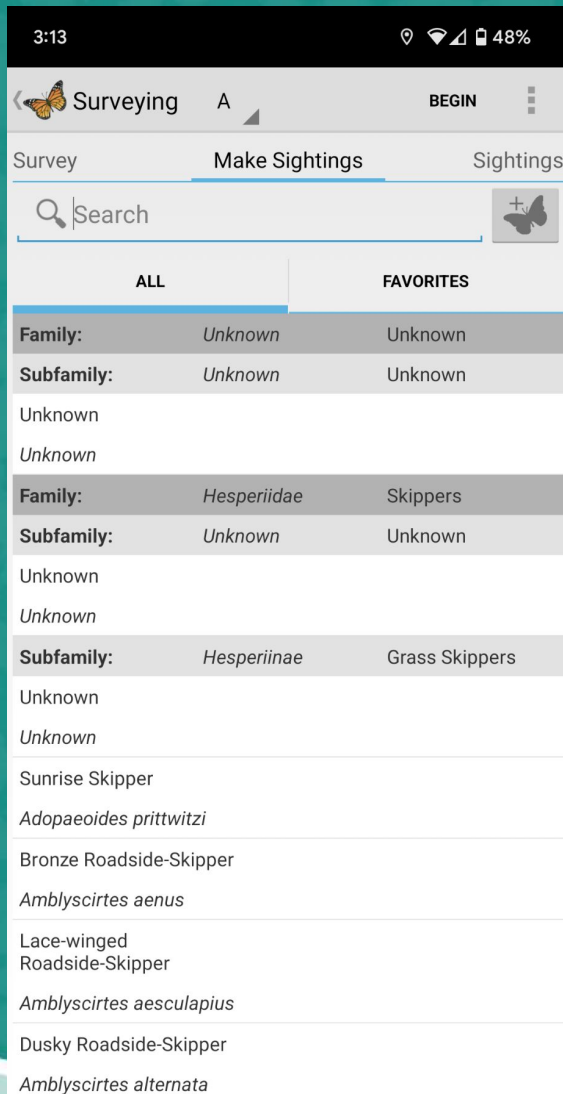 3:13 48%
Surveying A BEGIN
Survey Make Sightings Sightings
Search
ALL FAVORITES
Family: Unknown Unknown
Subfamily: Unknown Unknown
Unknown
Unknown
Family: Hesperiidae Skippers
Subfamily: Unknown Unknown
Unknown
Unknown
Subfamily: Hesperiinae Grass Skippers
Unknown
Unknown
Sunrise Skipper
Adopaeoides prittwitzi
Bronze Roadside-Skipper
Amblyscirtes aenus
Lace-winged
Roadside-Skipper
Amblyscirtes aesculapius
Dusky Roadside-Skipper
Amblyscirtes alternata